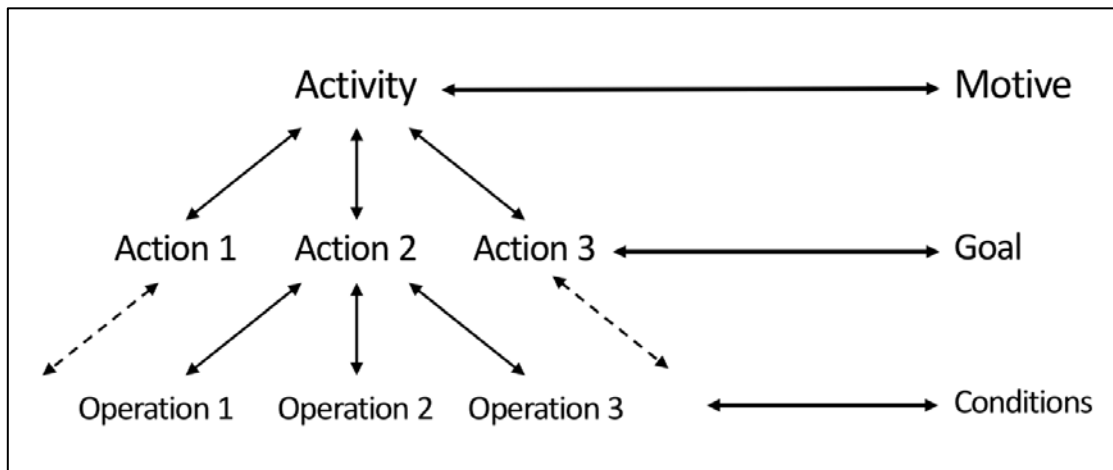 Activity Motive
Action 1 Action 2 Action 3 Goal
Operation 1 Operation 2 Operation 3 Conditions